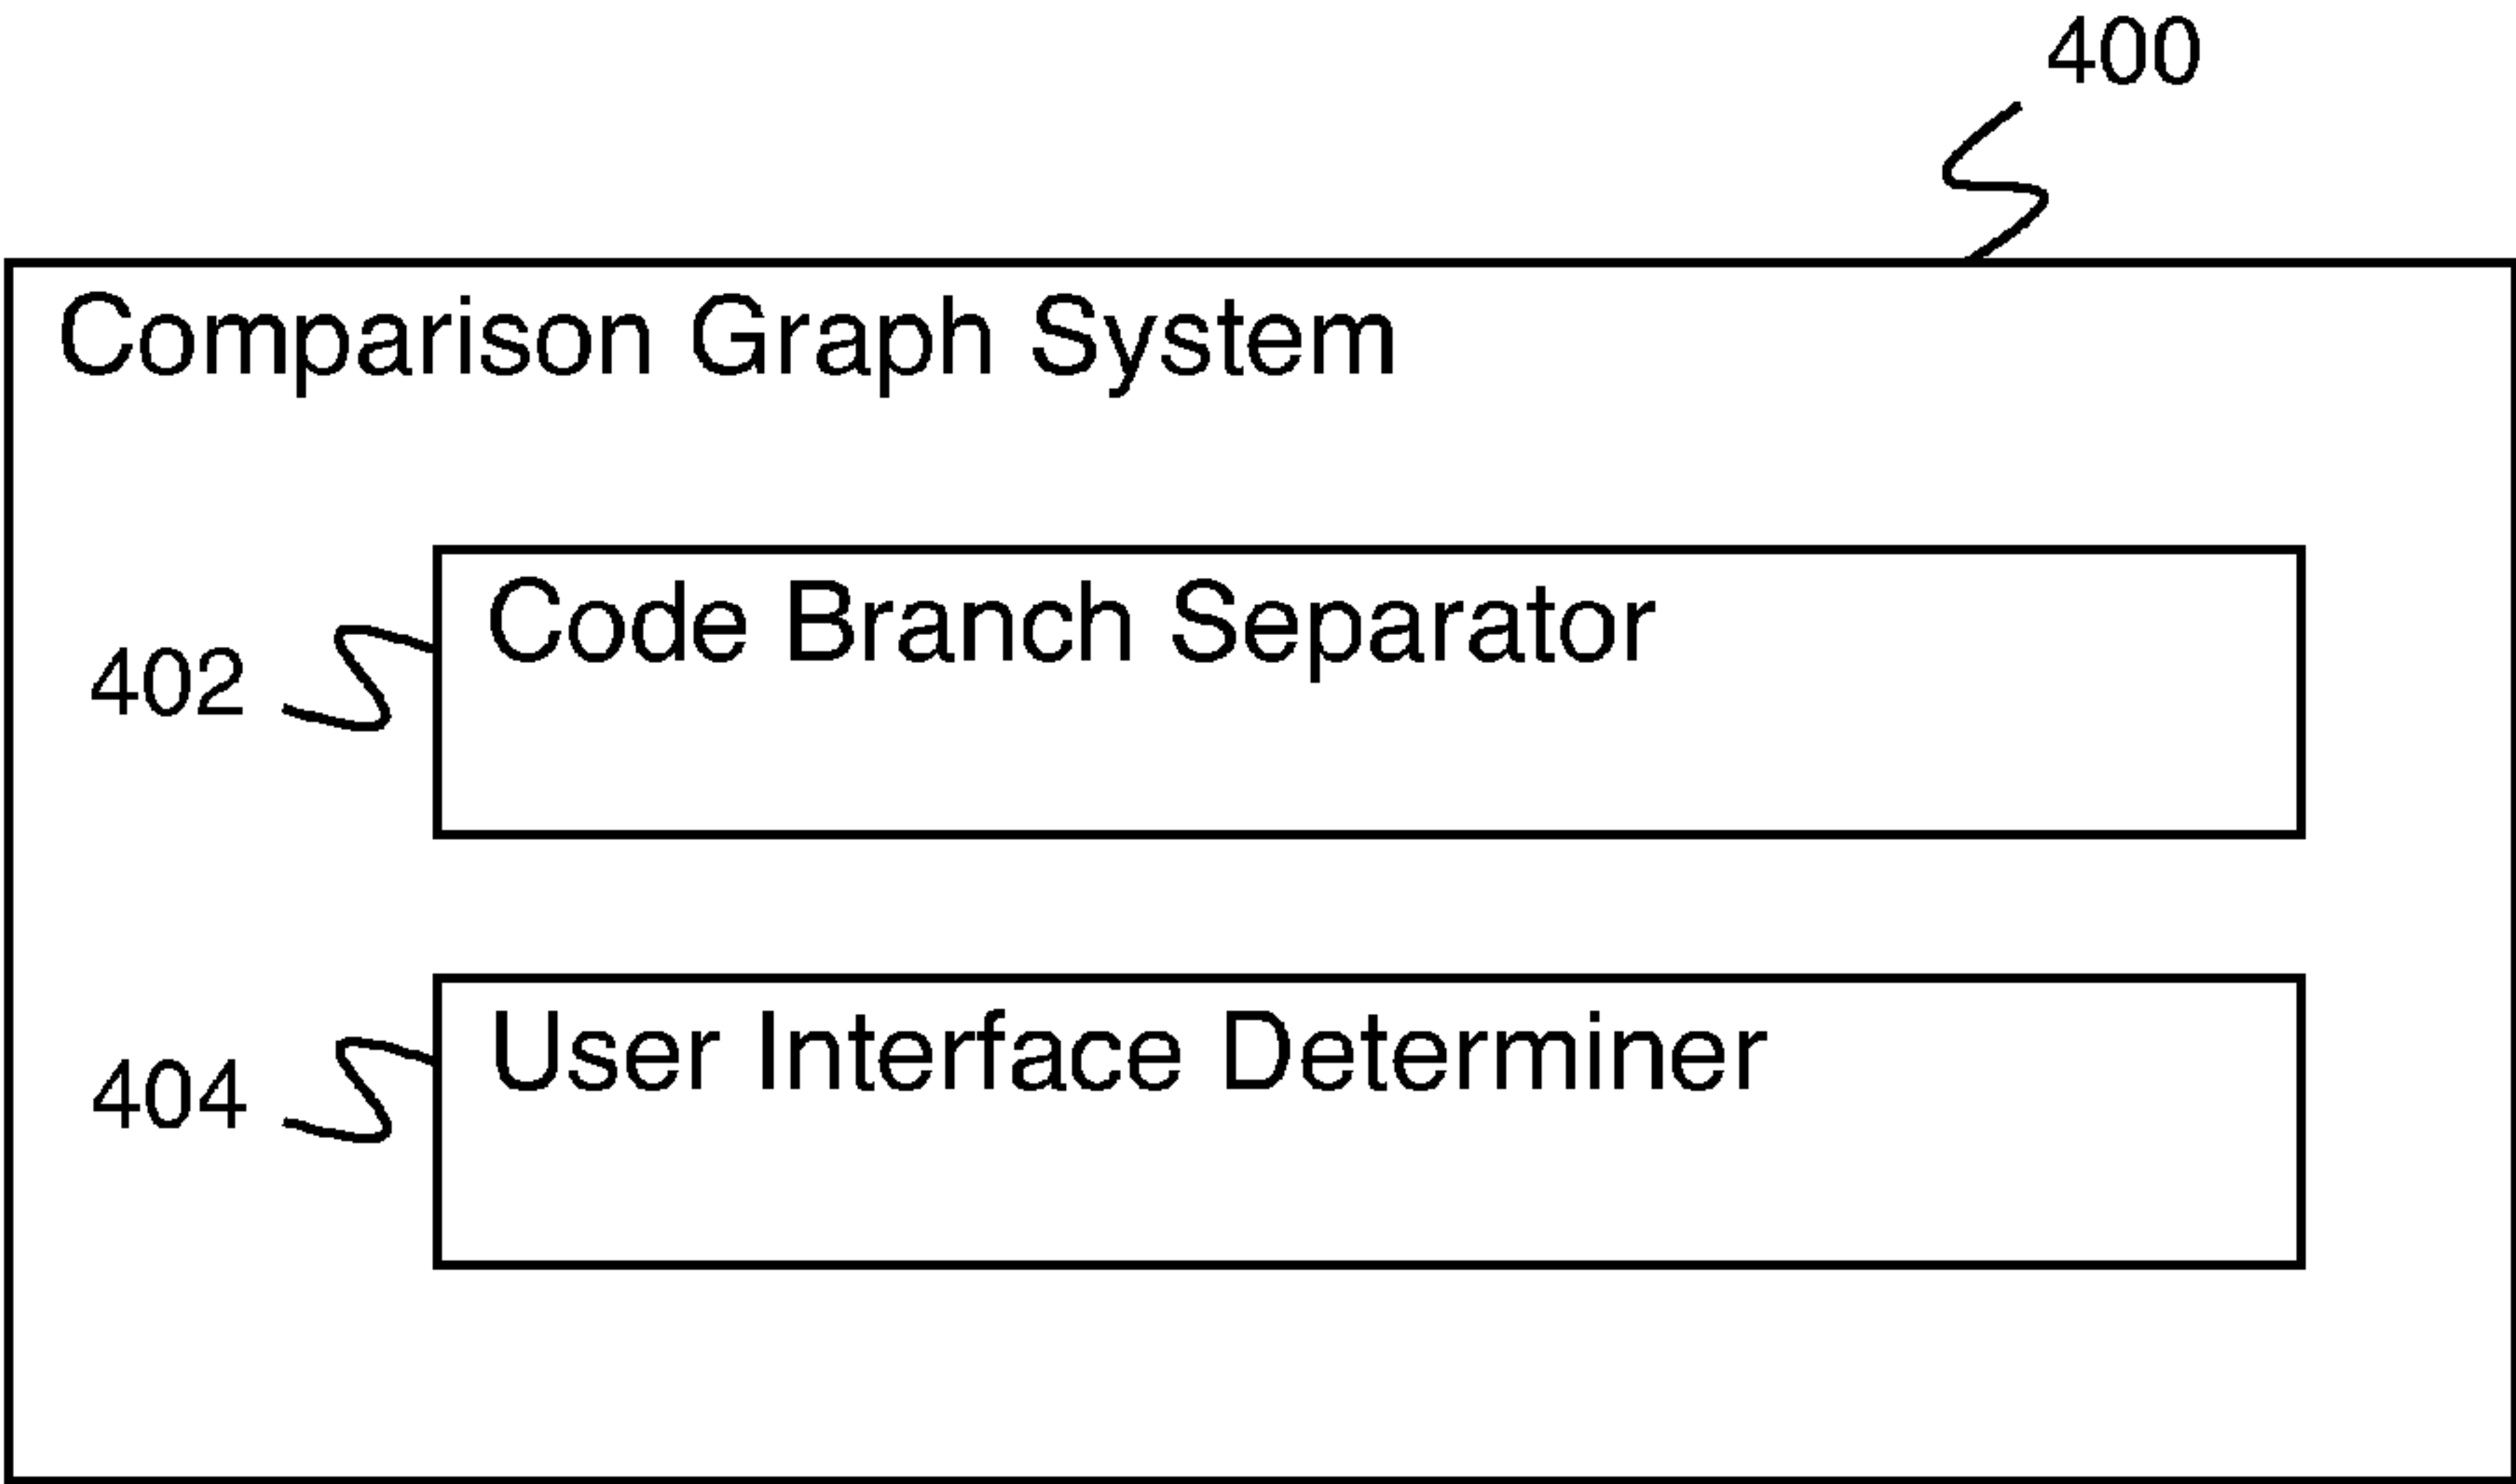 400
Comparison Graph System
Code Branch Separator
402
User Interface Determiner
404